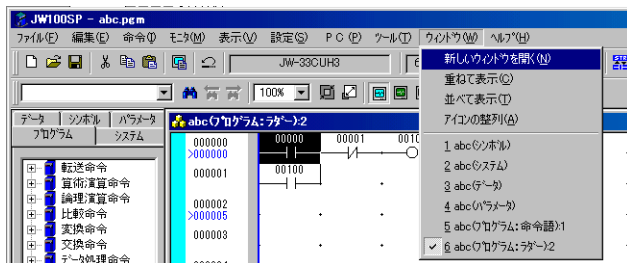 JW100SP - abc.pgm
ﾌｧｲﾙ(F) 編集(E) 命令(I) ﾓﾆﾀ(M) 表示(V) 設定(S) ＰＣ(P) ﾂｰﾙ(T) ｳｨﾝﾄﾞｳ(W) ﾍﾙﾌﾟ(H)
JW-33CUH3
100%
ﾃﾞｰﾀ ｼﾝﾎﾞﾙ ﾊﾟﾗﾒｰﾀ
ﾌﾟﾛｸﾞﾗﾑ ｼｽﾃﾑ
転送命令
算術演算命令
論理演算命令
比較命令
変換命令
交換命令
ﾃﾞｰﾀ処理命令
abc(ﾌﾟﾛｸﾞﾗﾑ:ﾗﾀﾞｰ):2
000000 00000 00001
>000000
000001 00100
000002
>000005
000003
新しいｳｨﾝﾄﾞｳを開く(N)
重ねて表示(C)
並べて表示(T)
ｱｲｺﾝの整列(A)
1 abc(ｼﾝﾎﾞﾙ)
2 abc(ｼｽﾃﾑ)
3 abc(ﾃﾞｰﾀ)
4 abc(ﾊﾟﾗﾒｰﾀ)
5 abc(ﾌﾟﾛｸﾞﾗﾑ:命令語):1
6 abc(ﾌﾟﾛｸﾞﾗﾑ:ﾗﾀﾞｰ):2